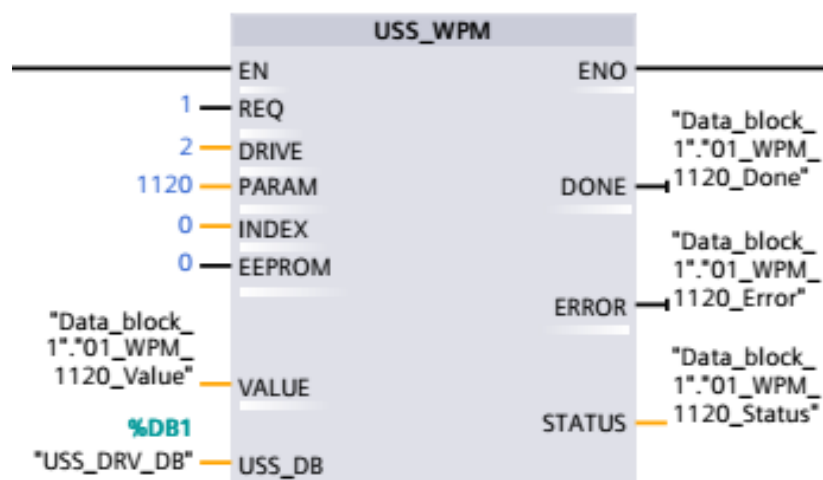 USS_WPM
EN
ENO
1
REQ
2
DRIVE
"Data_block_
1"."01_WPM_
1120_Done"
1120
PARAM
DONE
0
INDEX
0
EEPROM
"Data_block_
1"."01_WPM_
1120_Error"
ERROR
"Data_block_
1"."01_WPM_
1120_Value"
VALUE
"Data_block_
1"."01_WPM_
1120_Status"
STATUS
%DB1
"USS_DRV_DB"
USS_DB